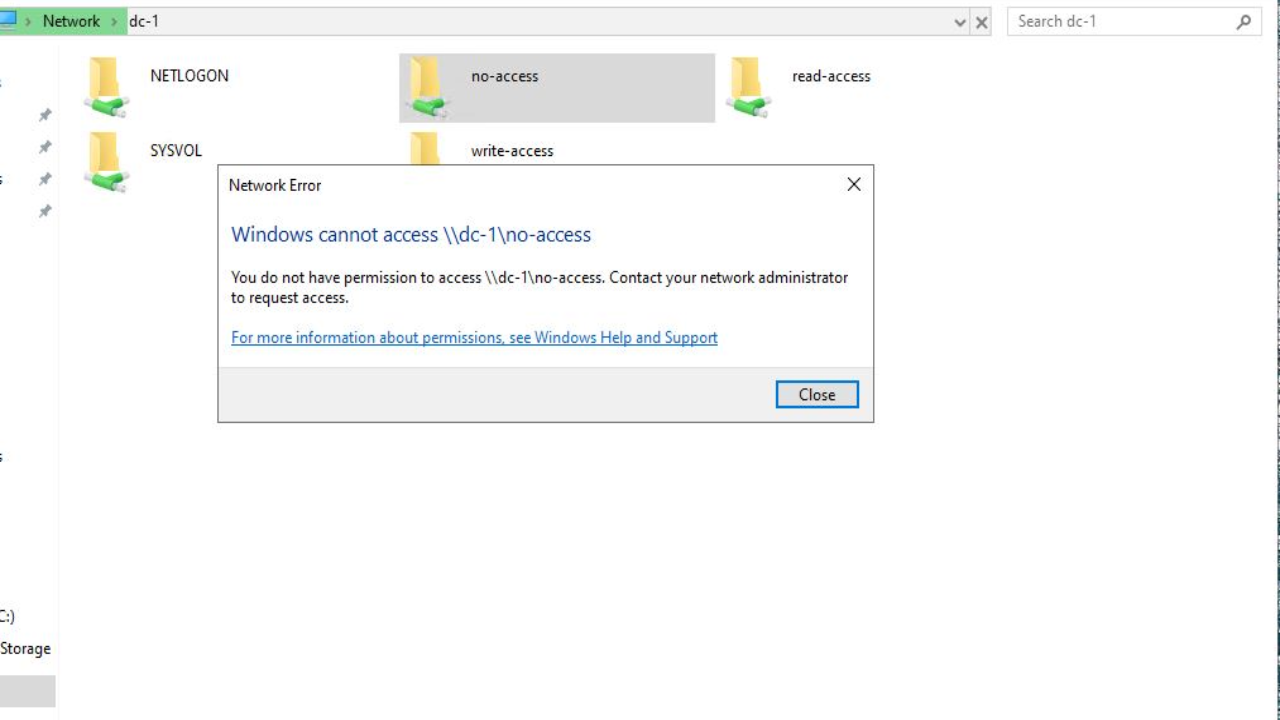 Network
dc-1
Search dc-1
NETLOGON
no-access
read-access
SYSVOL
write-access
Network Error
Windows cannot access \\dc-1\no-access
You do not have permission to access \\dc-1\no-access. Contact your network administrator
to request access.
For more information about permissions, see Windows Help and Support
Close
C:)
Storage